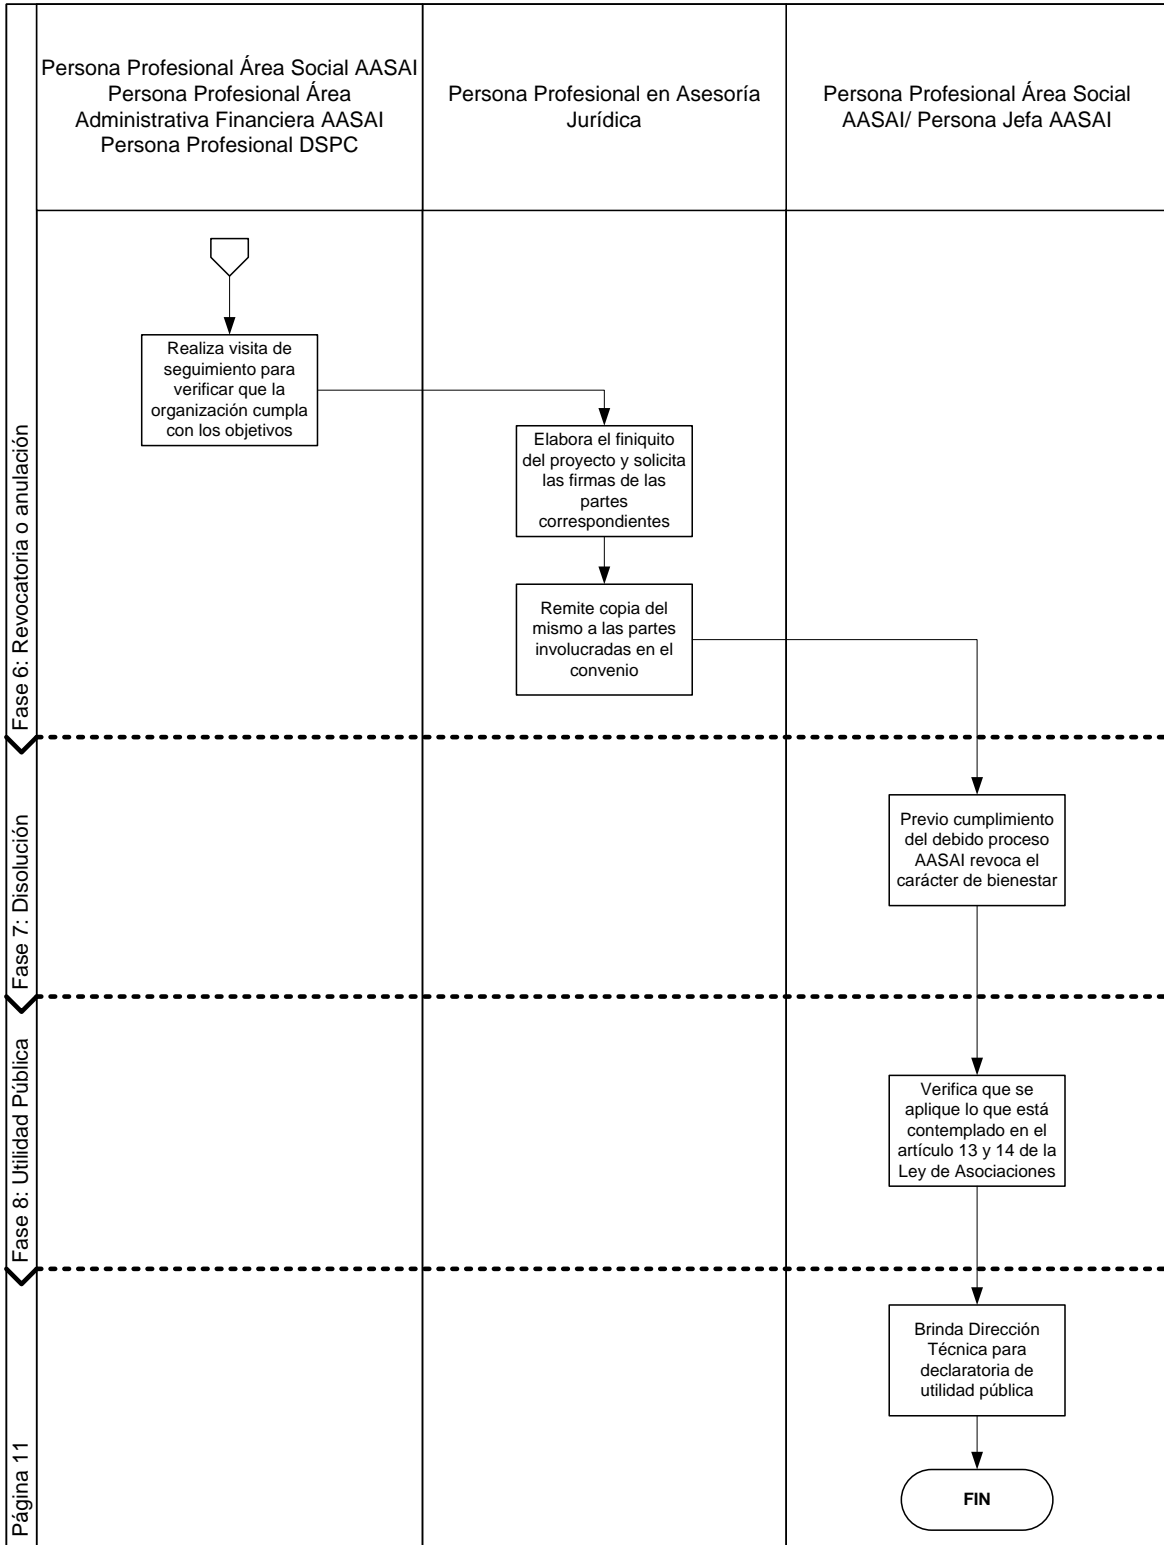 Persona Profesional Área Social AASAI
Persona Profesional Área
Administrativa Financiera AASAI
Persona Profesional DSPC
Persona Profesional en Asesoría
Jurídica
Persona Profesional Área Social
AASAI/ Persona Jefa AASAI
Fase 6: Revocatoria o anulación
Realiza visita de
seguimiento para
verificar que la
organización cumpla
con los objetivos
Elabora el finiquito
del proyecto y solicita
las firmas de las
partes
correspondientes
Remite copia del
mismo a las partes
involucradas en el
convenio
Fase 7: Disolución
Previo cumplimiento
del debido proceso
AASAI revoca el
carácter de bienestar
Fase 8: Utilidad Pública
Verifica que se
aplique lo que está
contemplado en el
artículo 13 y 14 de la
Ley de Asociaciones
Página 11
Brinda Dirección
Técnica para
declaratoria de
utilidad pública
FIN